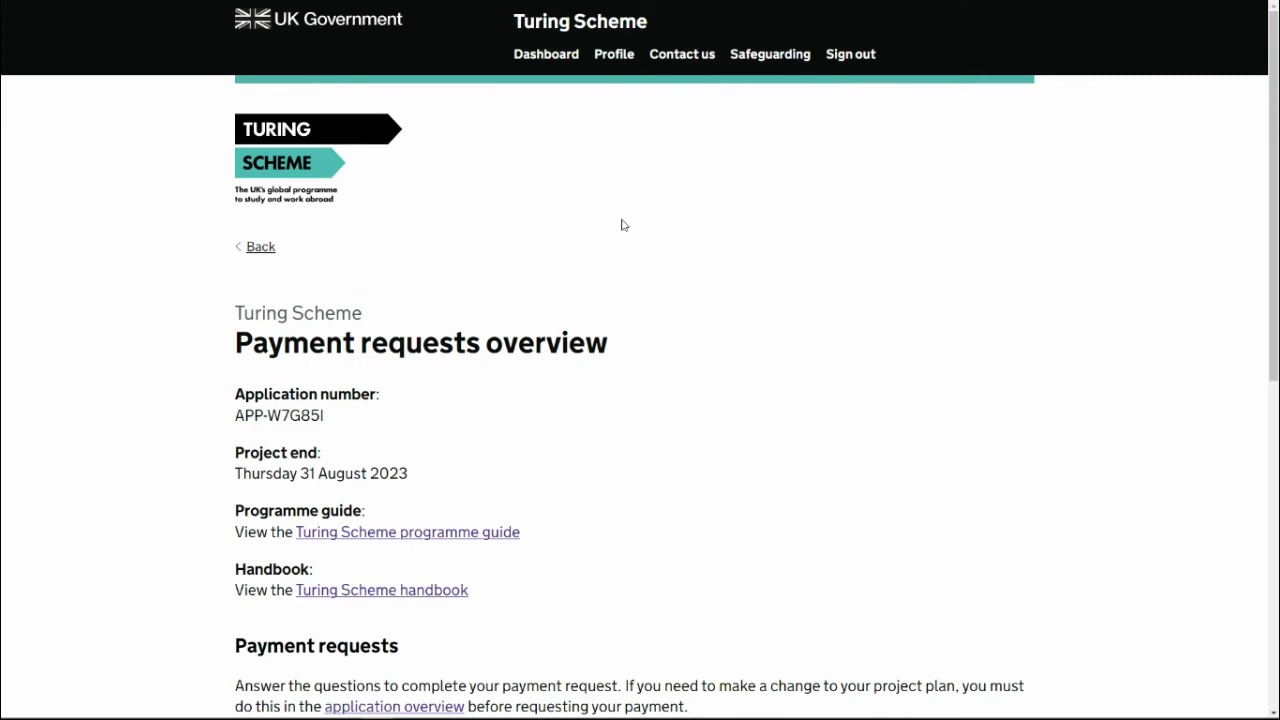 UK Government
Turing Scheme
Dashboard Profile Contact us Safeguarding Sign out
TURING
SCHEME
The UK's global programme
to study and work abroad
Back
Turing Scheme
Payment requests overview
Application number:
APP-W7G85I
Project end:
Thursday 31 August 2023
Programme guide:
View the Turing Scheme programme guide
Handbook:
View the Turing Scheme handbook
Payment requests
Answer the questions to complete your payment request. If you need to make a change to your project plan, you must
do this in the application overview before requesting your payment.